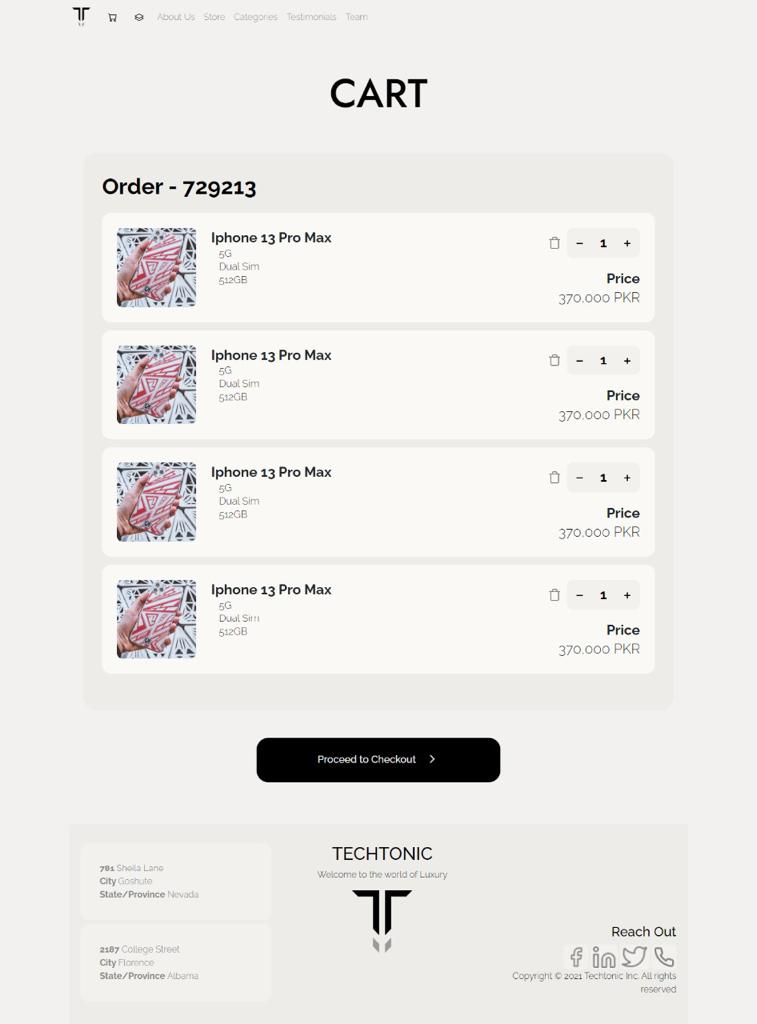 About Us Store Categories Testimonials Team
CART
Order - 729213
Iphone 13 Pro Max
5G
Dual Sim
512GB
- 1 +
Price
370.000 PKR
Iphone 13 Pro Max
5G
Dual Sim
512GB
- 1 +
Price
370.000 PKR
Iphone 13 Pro Max
5G
Dual Sim
512GB
- 1 +
Price
370.000 PKR
Iphone 13 Pro Max
5G
Dual Sim
512GB
- 1 +
Price
370.000 PKR
Proceed to Checkout
781 Sheila Lane
City Goshute
State/Province Nevada
2187 College Street
City Florence
State/Province Albama
TECHTONIC
Welcome to the world of Luxury
Reach Out
Copyright © 2021 Techtonic Inc. All rights
reserved